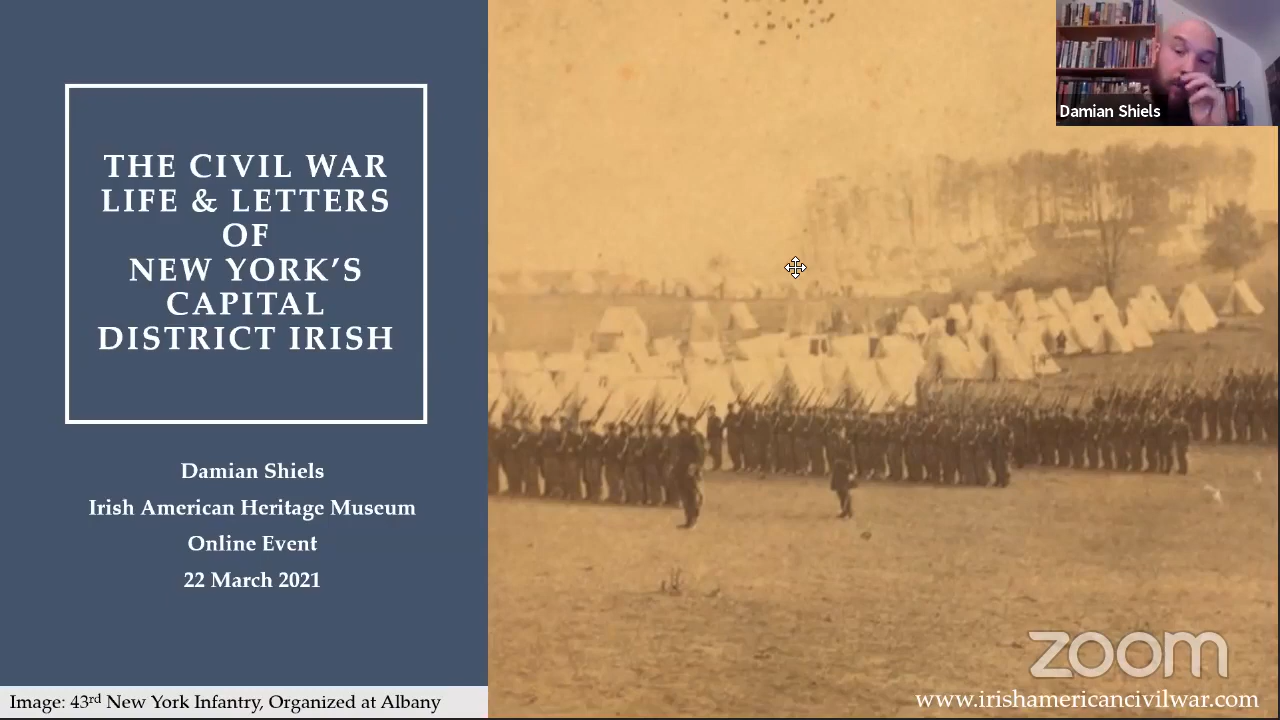 THE CIVIL WAR
LIFE & LETTERS
OF
NEW YORK’S
CAPITAL
DISTRICT IRISH
Damian Shiels
Irish American Heritage Museum
Online Event
22 March 2021
Image: 43rd New York Infantry, Organized at Albany
Damian Shiels
zoom
www.irishamericancivilwar.com